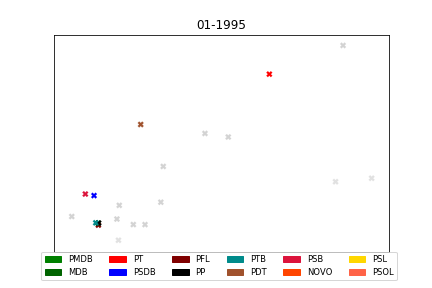 01-1995
PMDB PT PFL PTB PSB PSL
MDB PSDB PP PDT NOVO PSOL